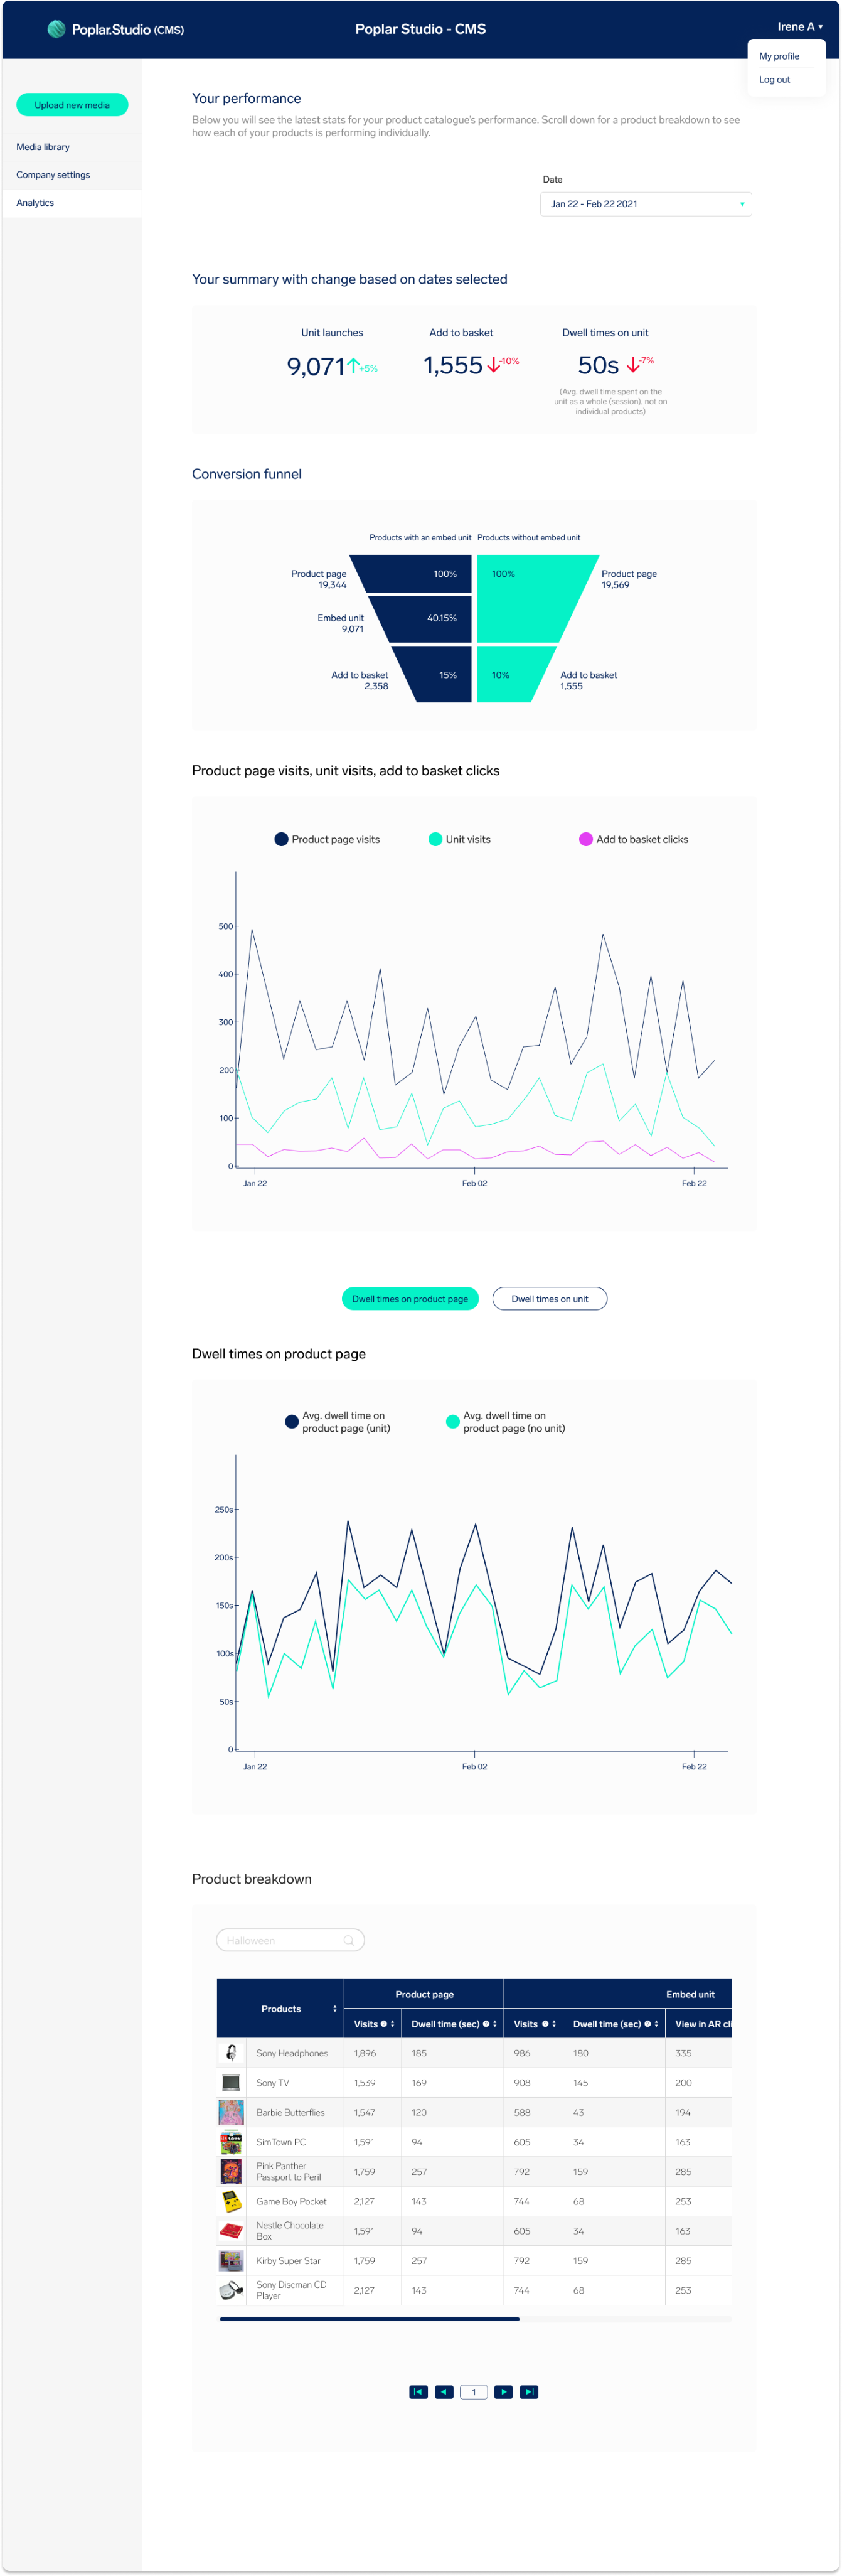 Poplar.Studio (CMS)
Poplar Studio - CMS
Irene A
My profile
Log out
Upload new media
Media library
Company settings
Analytics
Your performance
Below you will see the latest stats for your product catalogue's performance. Scroll down for a product breakdown to see
how each of your products is performing individually.
Date
Jan 22 - Feb 22 2021
Your summary with change based on dates selected
Unit launches
Add to basket
Dwell times on unit
9,071 +5%
1,555 -10%
50s -7%
(Avg. dwell time spent on the
unit as a whole (session), not on
individual products)
Conversion funnel
Products with an embed unit
Products without embed unit
Product page
19,344
100%
100%
Product page
19,569
Embed unit
9,071
40.15%
Add to basket
2,358
15%
10%
Add to basket
1,555
Product page visits, unit visits, add to basket clicks
Product page visits
Unit visits
Add to basket clicks
500
400
300
200
100
0
Jan 22
Feb 02
Feb 22
Dwell times on product page
Dwell times on unit
Dwell times on product page
Avg. dwell time on
product page (unit)
Avg. dwell time on
product page (no unit)
250s
200s
150s
100s
50s
0
Jan 22
Feb 02
Feb 22
Product breakdown
Halloween
Products
Product page
Embed unit
Visits
Dwell time (sec)
Visits
Dwell time (sec)
View in AR cli
Sony Headphones 1,896 185 986 180 335
Sony TV 1,539 169 908 145 200
Barbie Butterflies 1,547 120 588 43 194
SimTown PC 1,591 94 605 34 163
Pink Panther
Passport to Peril 1,759 257 792 159 285
Game Boy Pocket 2,127 143 744 68 253
Nestle Chocolate
Box 1,591 94 605 34 163
Kirby Super Star 1,759 257 792 159 285
Sony Discman CD
Player 2,127 143 744 68 253
1